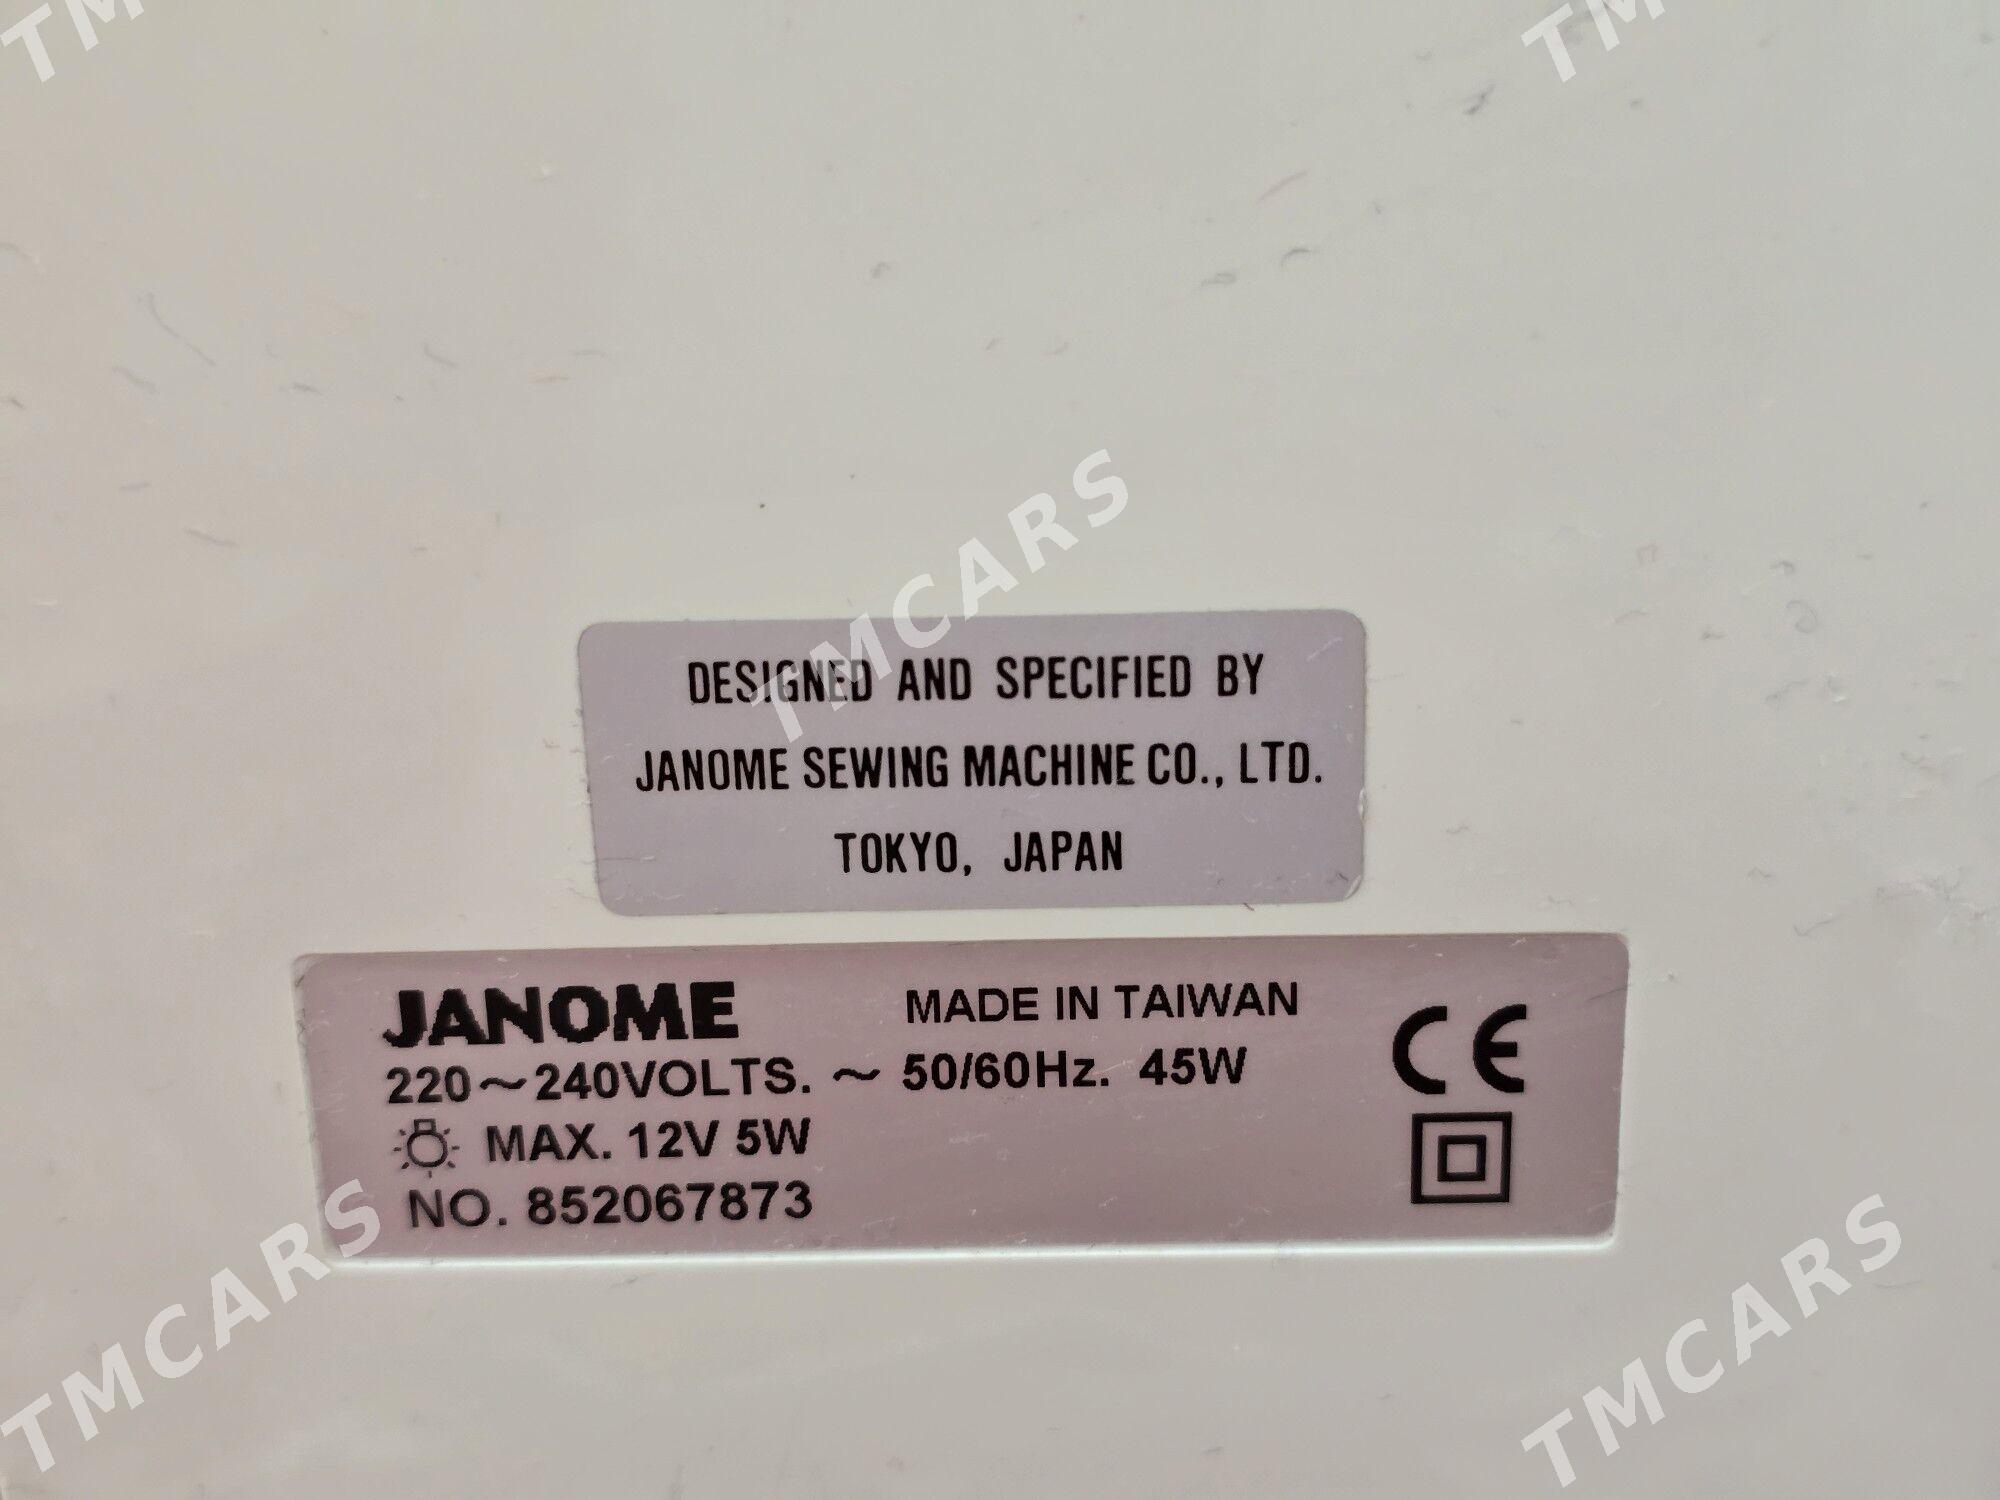 TMCARS
DESIGNED AND SPECIFIED BY
JANOME SEWING MACHINE CO., LTD.
TOKYO, JAPAN
JANOME MADE IN TAIWAN
220~240VOLTS. ~ 50/60Hz. 45W
MAX. 12V 5W
NO. 852067873
CE
TMCARS
TMCARS